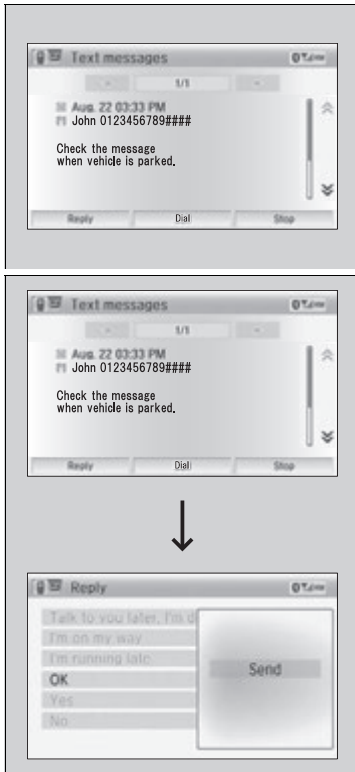 Text messages
1/1
Aug. 22 03:33 PM
John 0123456789####
Check the message
when vehicle is parked.
Reply Dial Stop
Text messages
1/1
Aug. 22 03:33 PM
John 0123456789####
Check the message
when vehicle is parked.
Reply Dial Stop
Reply
Talk to you later, I'm d
I'm on my way
I'm running late
OK
Yes
No
Send